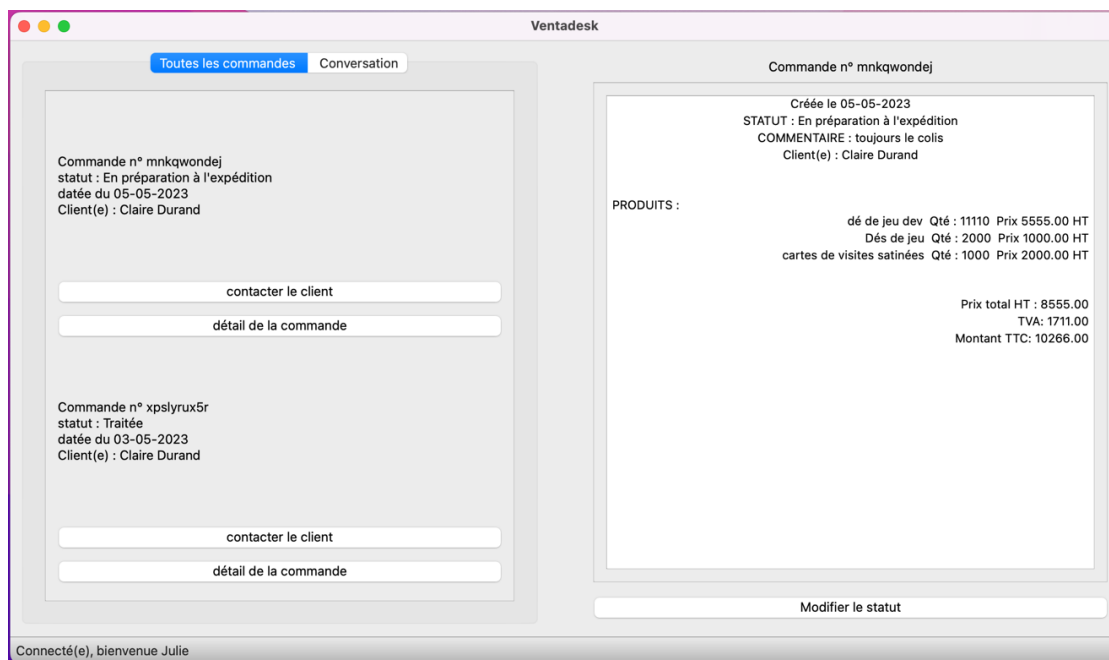 Ventadesk
Toutes les commandes Conversation
Commande n° mnkqwondej
statut : En préparation à l'expédition
datée du 05-05-2023
Client(e) : Claire Durand
contacter le client
détail de la commande
Commande n° xpslyrux5r
statut : Traitée
datée du 03-05-2023
Client(e) : Claire Durand
contacter le client
détail de la commande
Commande n° mnkqwondej
Créée le 05-05-2023
STATUT : En préparation à l'expédition
COMMENTAIRE : toujours le colis
Client(e) : Claire Durand
PRODUITS :
dé de jeu dev Qté : 11110 Prix 5555.00 HT
Dés de jeu Qté : 2000 Prix 1000.00 HT
cartes de visites satinées Qté : 1000 Prix 2000.00 HT
Prix total HT : 8555.00
TVA: 1711.00
Montant TTC: 10266.00
Modifier le statut
Connecté(e), bienvenue Julie